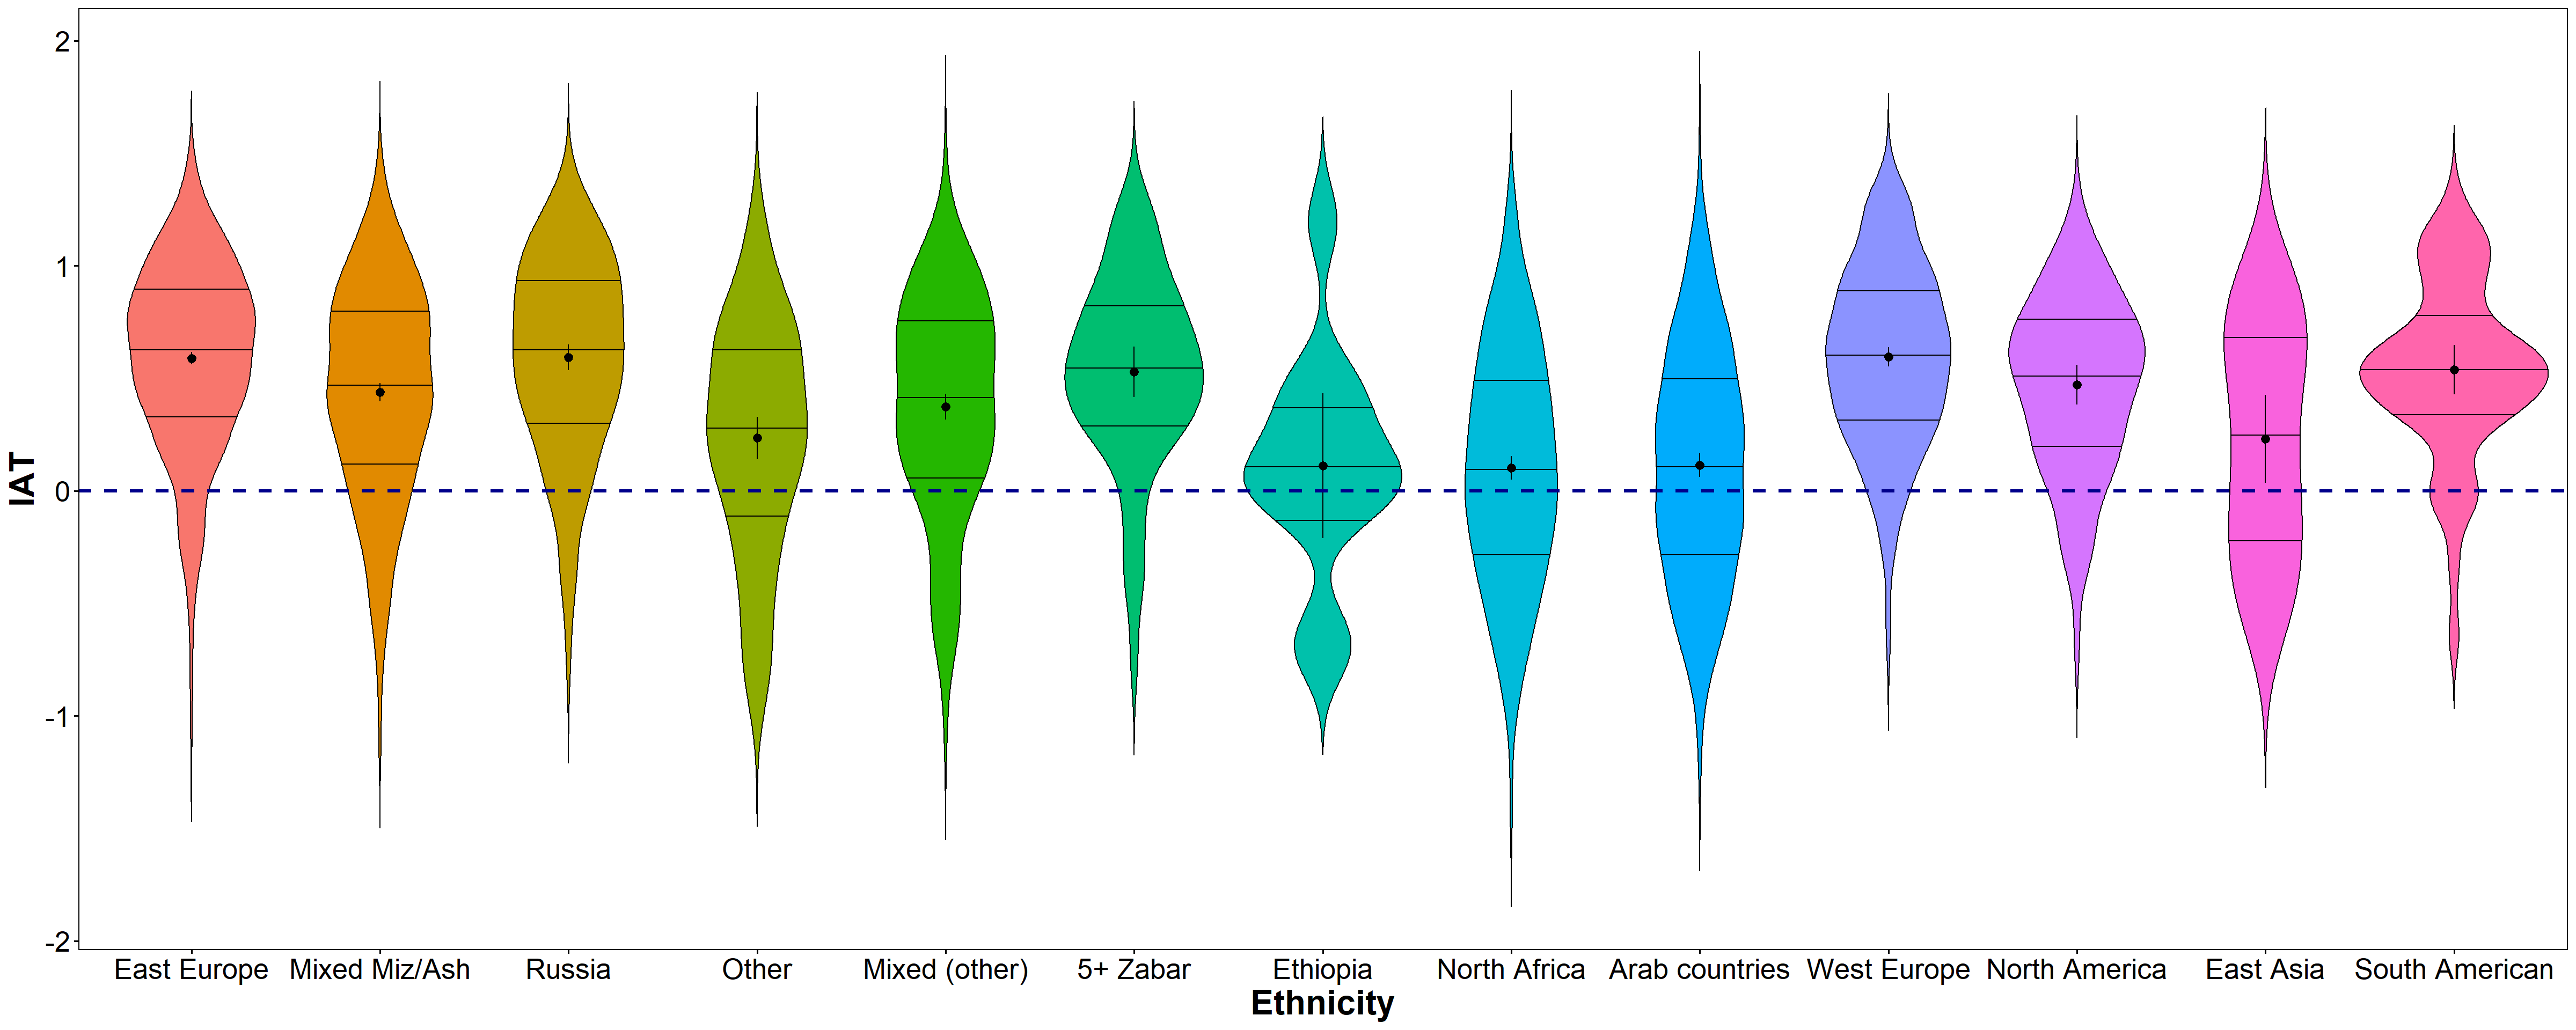 IAT
2
1
0
-1
-2
East Europe Mixed Miz/Ash Russia Other Mixed (other) 5+ Zabar Ethiopia North Africa Arab countries West Europe North America East Asia South American
Ethnicity